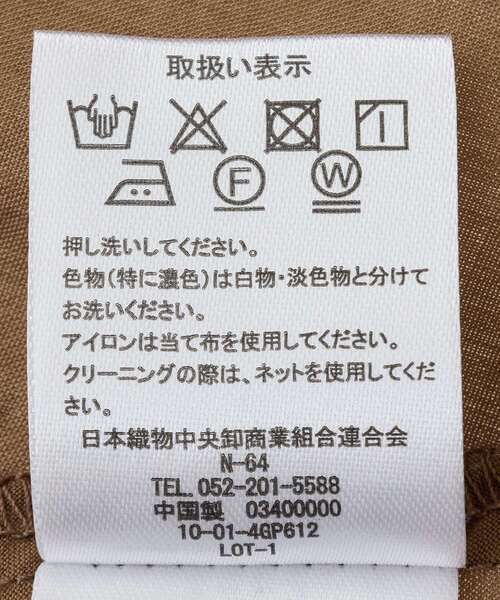 取扱い表示
F W
押し洗いしてください。
色物(特に濃色)は白物・淡色物と分けて
お洗いください。
アイロンは当て布を使用してください。
クリーニングの際は、ネットを使用してくだ
さい。
日本織物中央卸商業組合連合会
N-64
TEL. 052-201-5588
中国製 03400000
10-01-4GP612
LOT-1